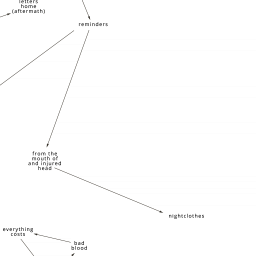 letters
home
(aftermath)
reminders
from the
mouth of
and injured
head
nightclothes
everything
costs
bad
blood